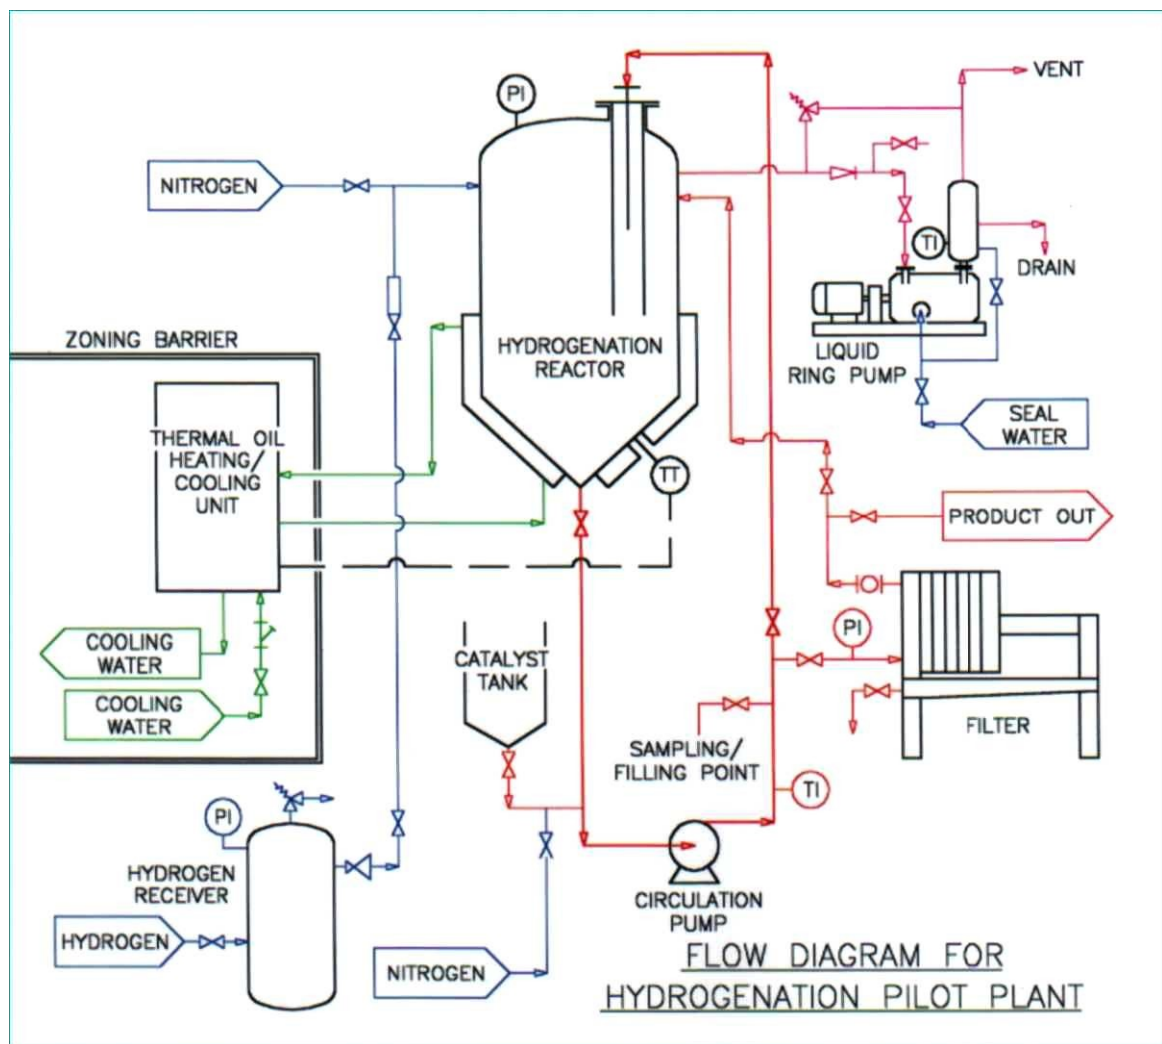 VENT
PI
NITROGEN
TI
DRAIN
ZONING BARRIER
HYDROGENATION
REACTOR
LIQUID
RING PUMP
SEAL
WATER
THERMAL OIL
HEATING/
COOLING
UNIT
TT
PRODUCT OUT
COOLING
WATER
COOLING
WATER
CATALYST
TANK
PI
FILTER
SAMPLING/
FILLING POINT
TI
PI
HYDROGEN
RECEIVER
CIRCULATION
PUMP
HYDROGEN
NITROGEN
FLOW DIAGRAM FOR
HYDROGENATION PILOT PLANT